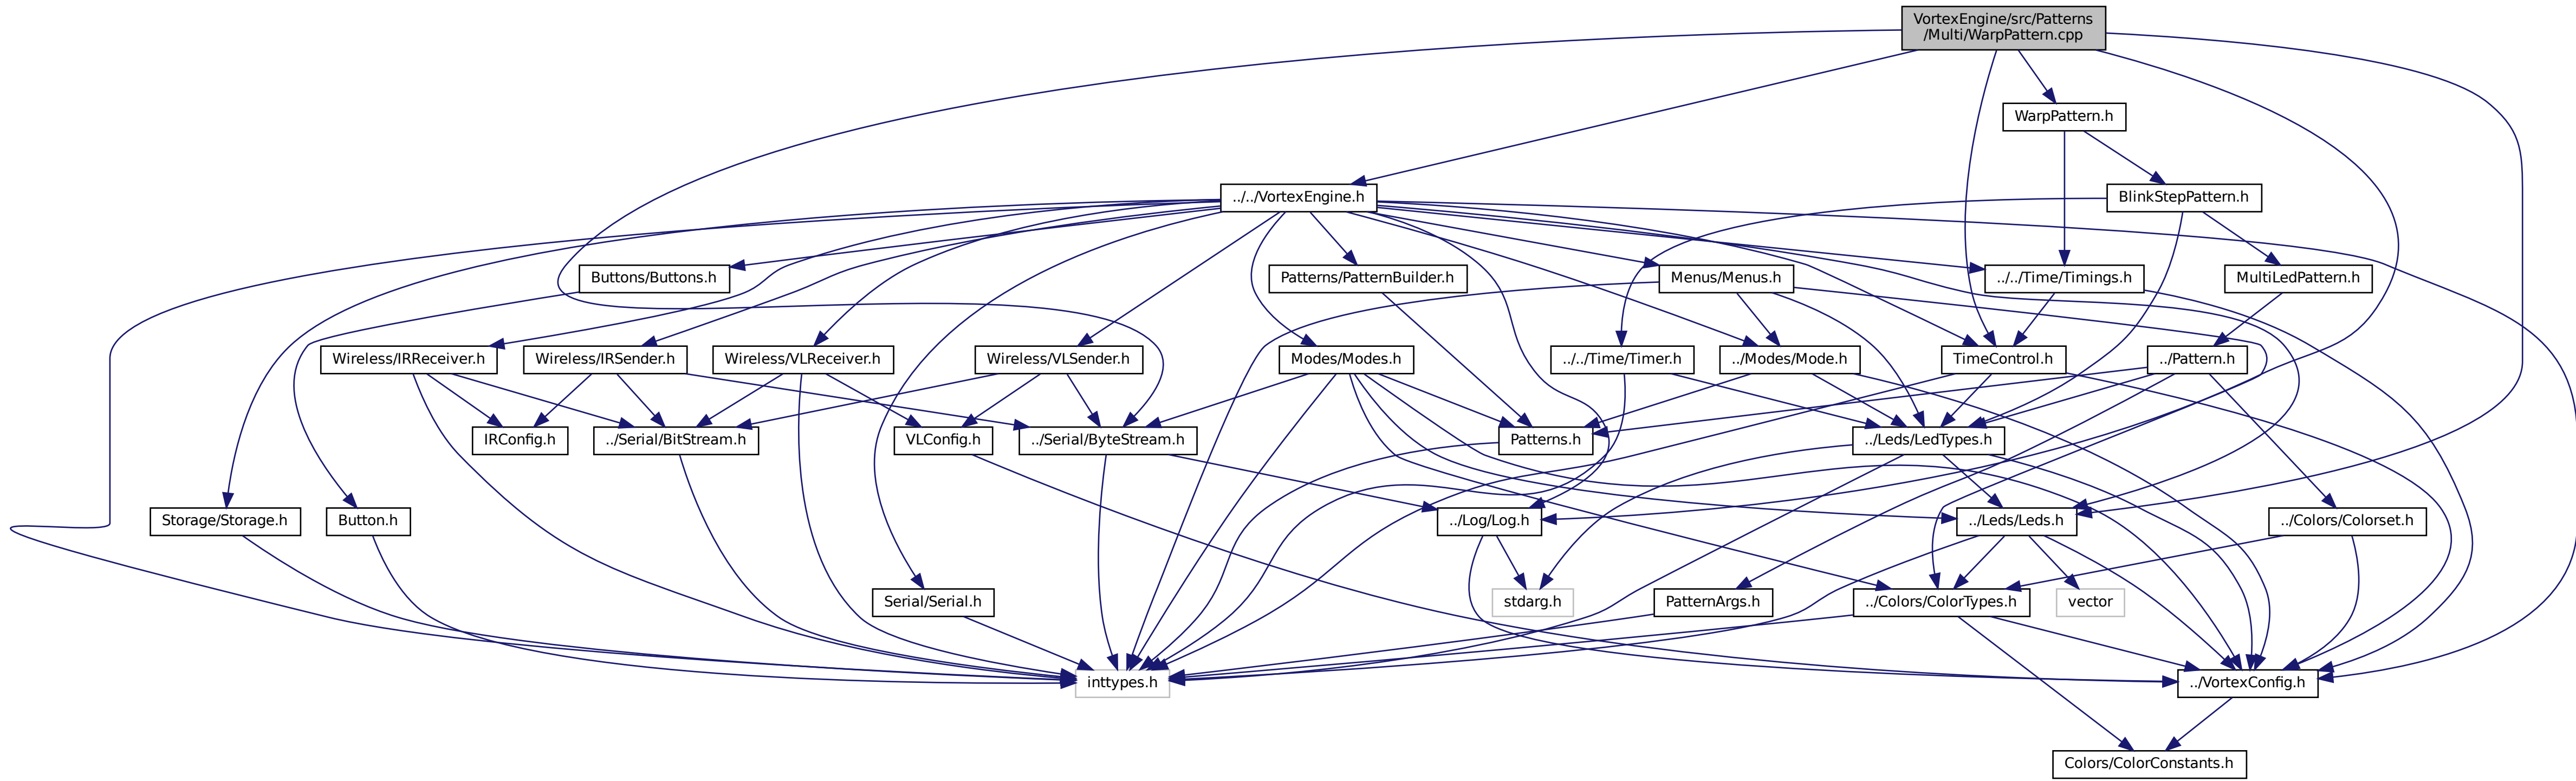 VortexEngine/src/Patterns
/Multi/WarpPattern.cpp
WarpPattern.h
../../VortexEngine.h
BlinkStepPattern.h
Buttons/Buttons.h
Patterns/PatternBuilder.h
Menus/Menus.h
../../Time/Timings.h
MultiLedPattern.h
Wireless/IRReceiver.h
Wireless/IRSender.h
Wireless/VLReceiver.h
Wireless/VLSender.h
Modes/Modes.h
../../Time/Timer.h
../Modes/Mode.h
TimeControl.h
../Pattern.h
IRConfig.h
../Serial/BitStream.h
VLConfig.h
../Serial/ByteStream.h
Patterns.h
../Leds/LedTypes.h
Storage/Storage.h
Button.h
../Log/Log.h
../Leds/Leds.h
../Colors/Colorset.h
Serial/Serial.h
stdarg.h
PatternArgs.h
../Colors/ColorTypes.h
vector
inttypes.h
../VortexConfig.h
Colors/ColorConstants.h